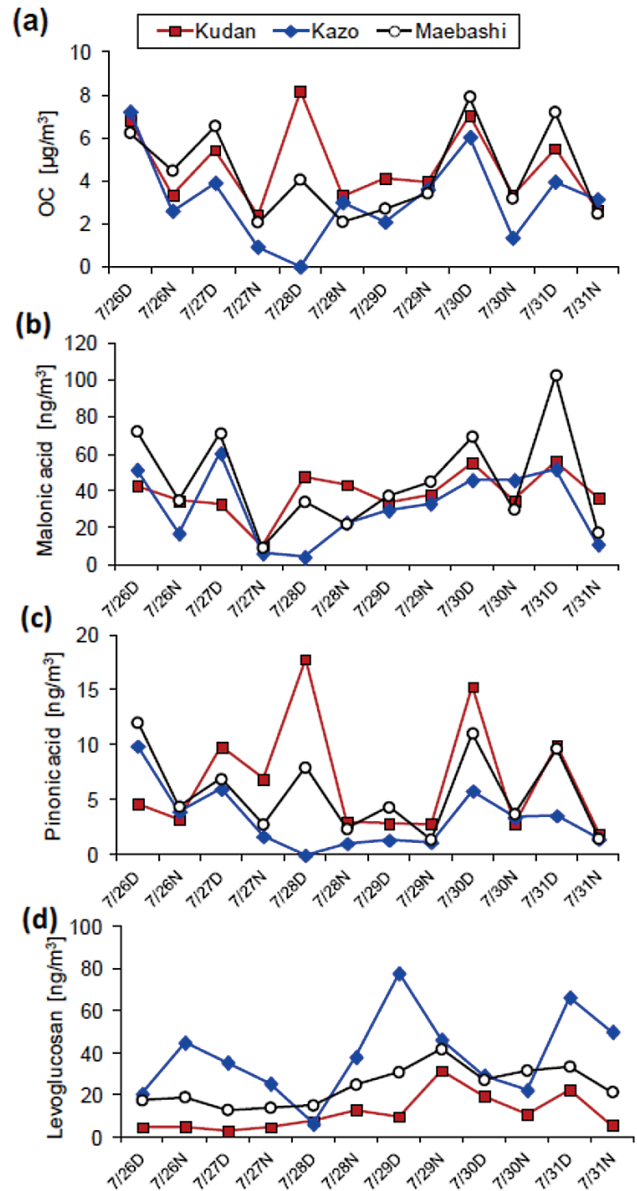 (a)
Kudan Kazo Maebashi
OC [µg/m³]
10
8
6
4
2
0
7/26D 7/26N 7/27D 7/27N 7/28D 7/28N 7/29D 7/29N 7/30D 7/30N 7/31D 7/31N
(b)
Malonic acid [ng/m³]
120
100
80
60
40
20
0
7/26D 7/26N 7/27D 7/27N 7/28D 7/28N 7/29D 7/29N 7/30D 7/30N 7/31D 7/31N
(c)
Pinonicacid [ng/m³]
20
15
10
5
0
7/26D 7/26N 7/27D 7/27N 7/28D 7/28N 7/29D 7/29N 7/30D 7/30N 7/31D 7/31N
(d)
Levoglucosan [ng/m³]
100
80
60
40
20
0
7/26D 7/26N 7/27D 7/27N 7/28D 7/28N 7/29D 7/29N 7/30D 7/30N 7/31D 7/31N